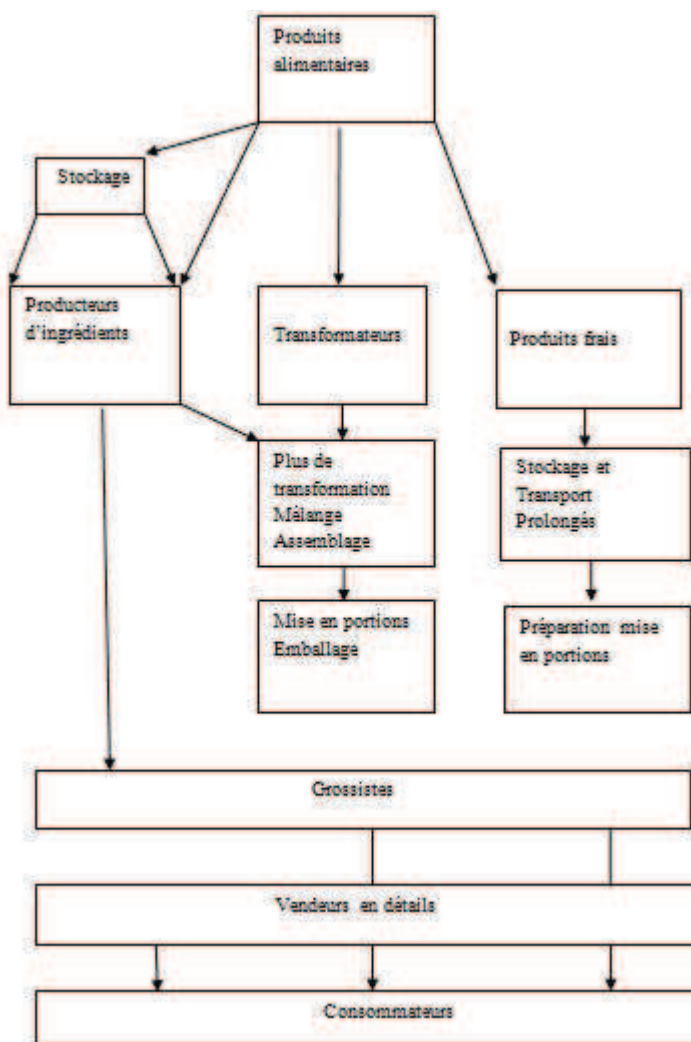 Produits
alimentaires
Stockage
Producteurs
d'ingrédients
Transformateurs
Produits frais
Plus de
transformation
Mélange
Assemblage
Stockage et
Transport
Prolongés
Mise en portions
Emballage
Préparation mise
en portions
Grossistes
Vendeurs en détails
Consommateurs